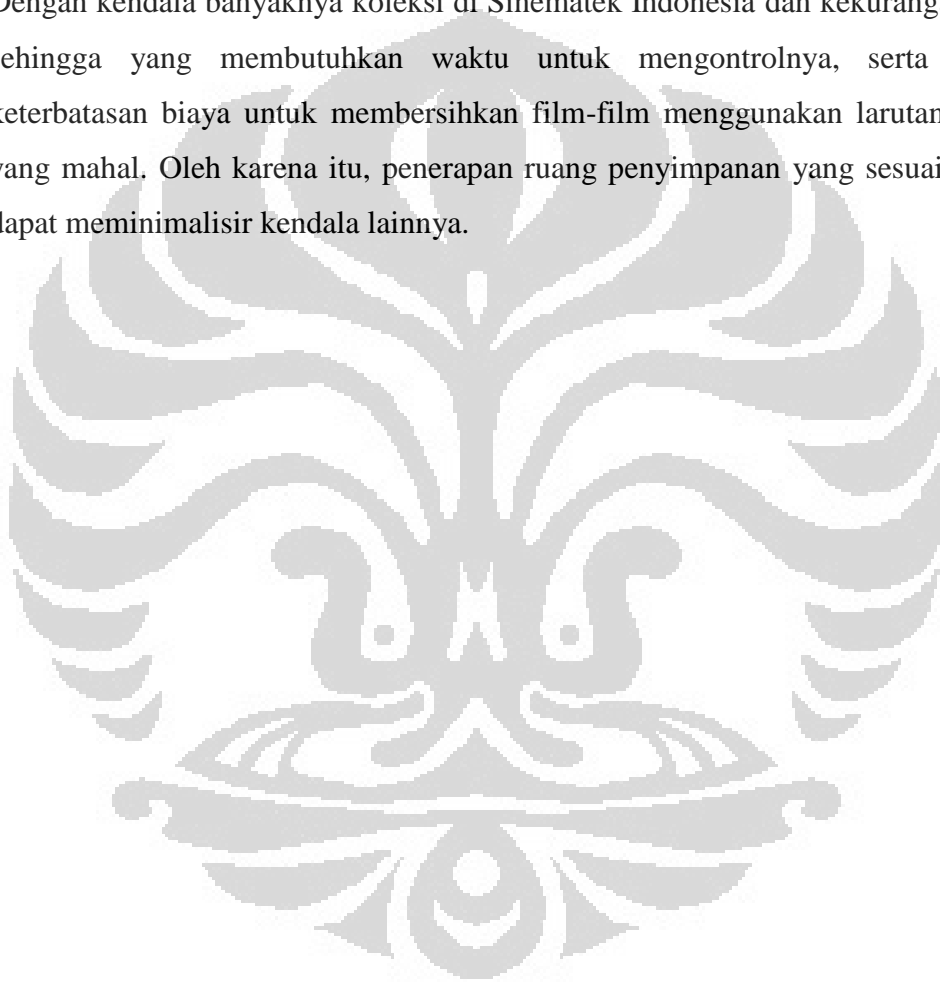 Dengan kendala banyaknya koleksi di Sinematek Indonesia dan kekurang
sehingga yang membutuhkan waktu untuk mengontrolnya, serta
keterbatasan biaya untuk membersihkan film-film menggunakan larutan
yang mahal. Oleh karena itu, penerapan ruang penyimpanan yang sesuai
dapat meminimalisir kendala lainnya.